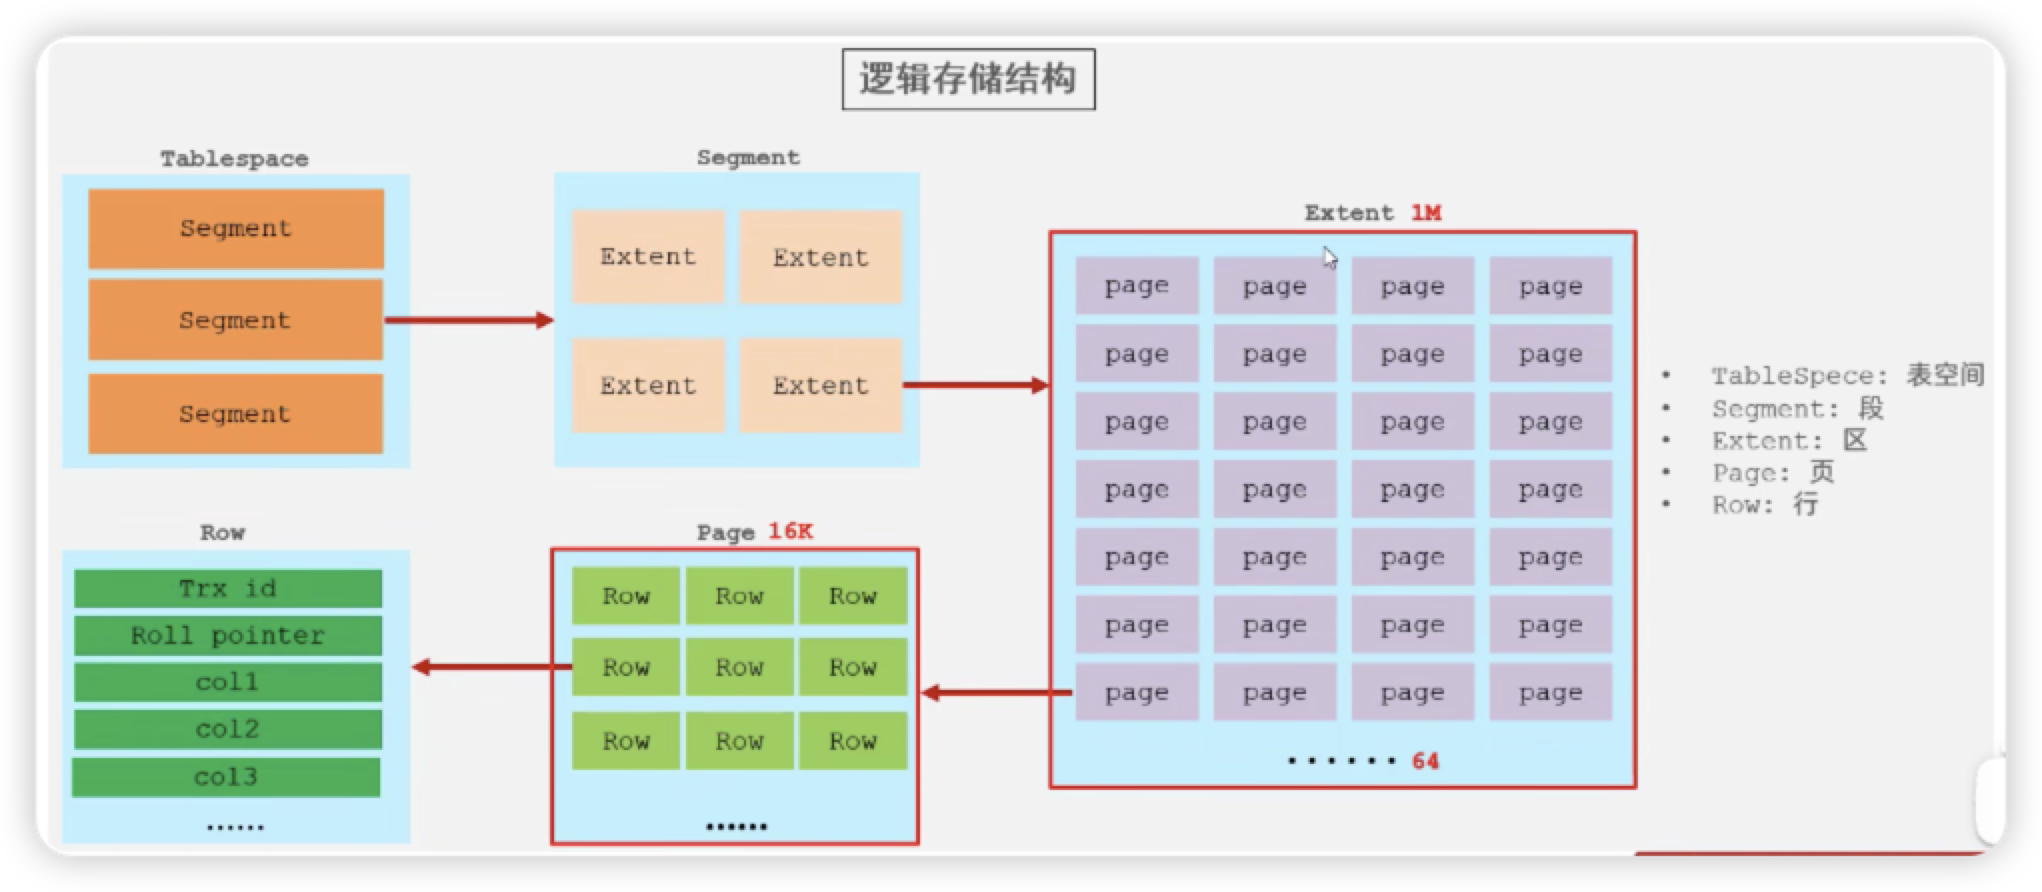 逻辑存储结构
Tablespace
Segment
Segment
Segment
Segment
Extent Extent
Extent Extent
Extent 1M
page page page page
page page page page
page page page page
page page page page
page page page page
page page page page
page page page page
...... 64
Page 16K
Row Row Row
Row Row Row
Row Row Row
......
Row
Trx id
Roll pointer
col1
col2
col3
......
• TableSpece: 表空间
• Segment: 段
• Extent: 区
• Page: 页
• Row: 行